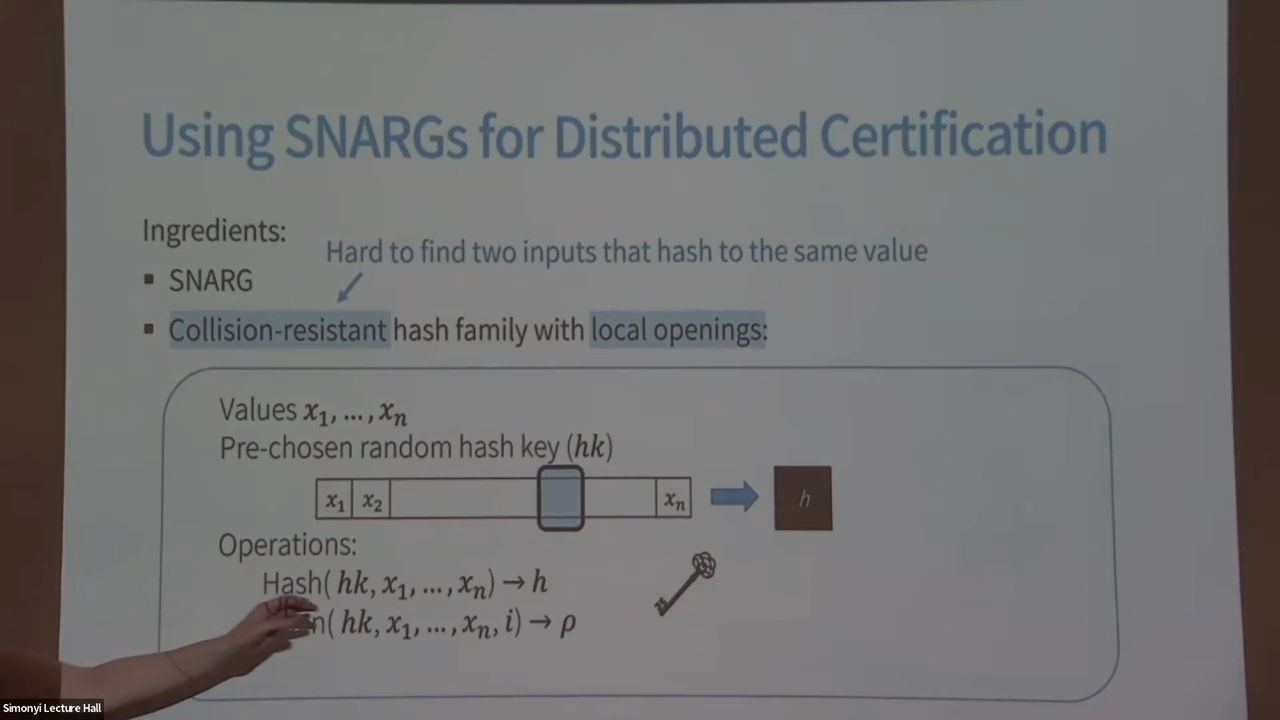 Using SNARGs for Distributed Certification
Ingredients:
Hard to find two inputs that hash to the same value
▪ SNARG
▪ Collision-resistant hash family with local openings:
Values x₁, ..., xₙ
Pre-chosen random hash key (hk)
x₁ x₂ xₙ h
Operations:
Hash( hk, x₁, ..., xₙ) → h
( hk, x₁, ..., xₙ, i) → ρ
Simonyi Lecture Hall